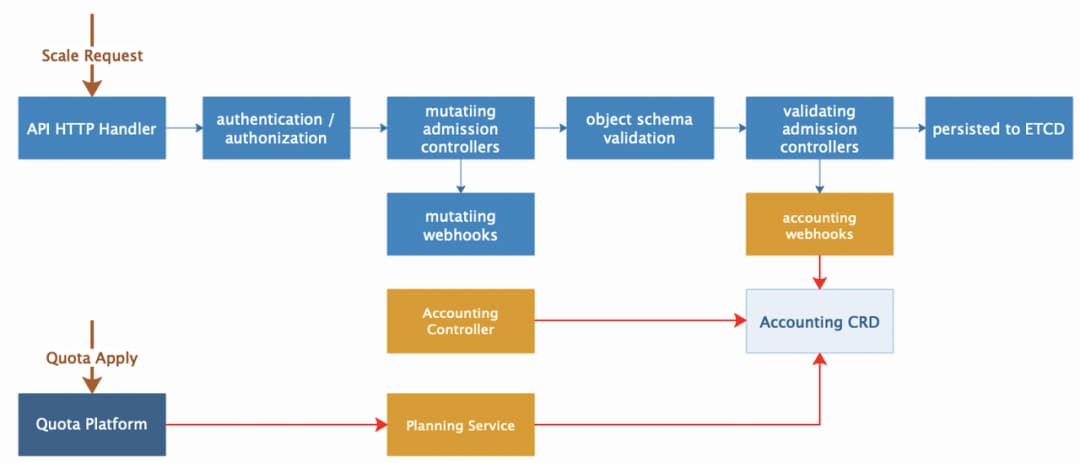 Scale Request
API HTTP Handler
authentication /
authonization
mutatiing
admission
controllers
object schema
validation
validating
admission
controllers
persisted to ETCD
mutatiing
webhooks
accounting
webhooks
Accounting
Controller
Accounting CRD
Quota Apply
Quota Platform
Planning Service